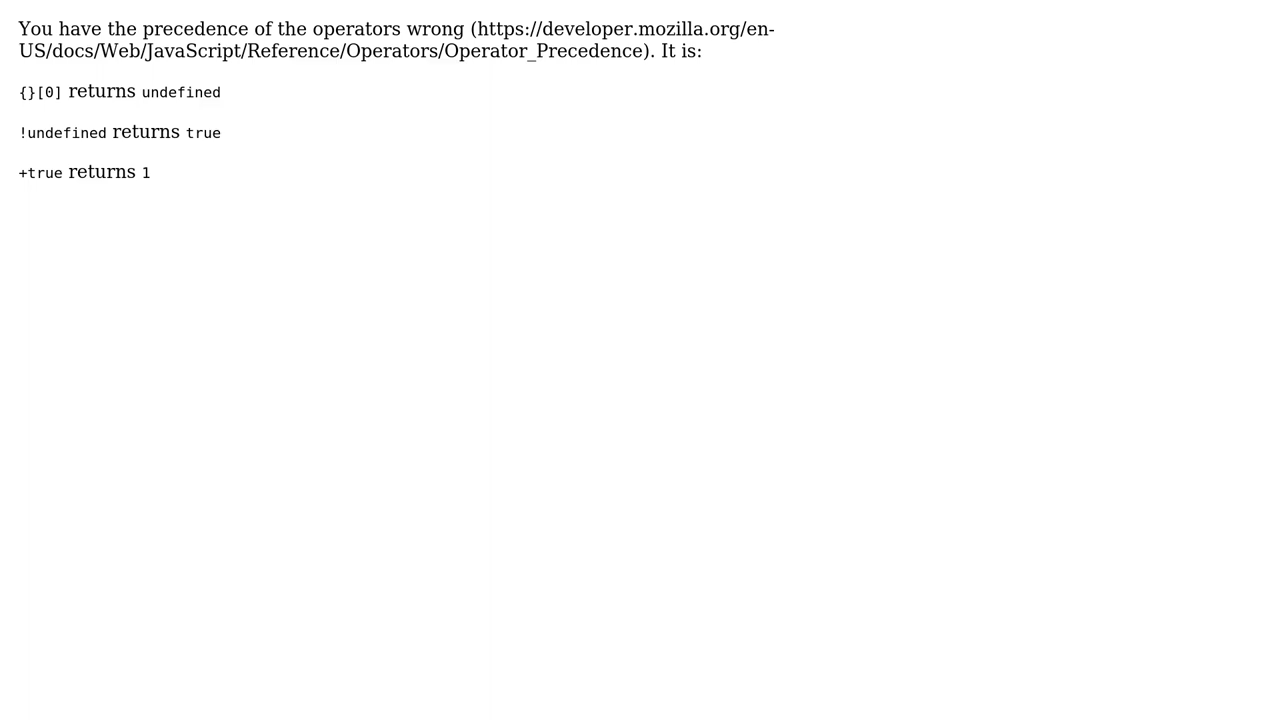 You have the precedence of the operators wrong (https://developer.mozilla.org/en-
US/docs/Web/JavaScript/Reference/Operators/Operator_Precedence). It is:
{}[0] returns undefined
!undefined returns true
+true returns 1